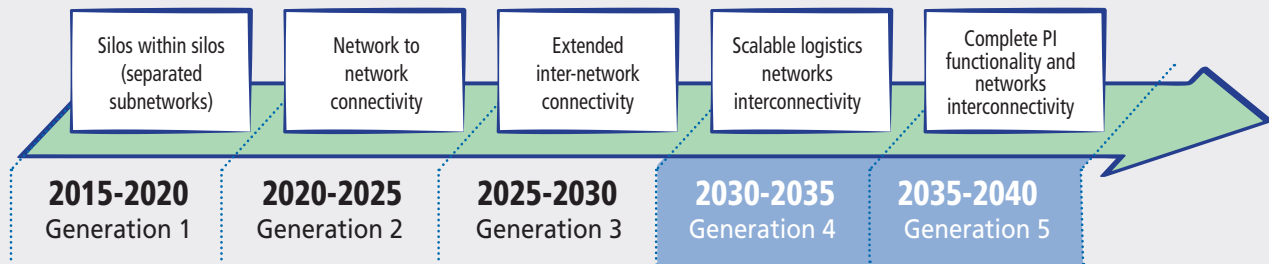 Silos within silos
(separated
subnetworks)
Network to
network
connectivity
Extended
inter-network
connectivity
Scalable logistics
networks
interconnectivity
Complete PI
functionality and
networks
interconnectivity
2015-2020
Generation 1
2020-2025
Generation 2
2025-2030
Generation 3
2030-2035
Generation 4
2035-2040
Generation 5